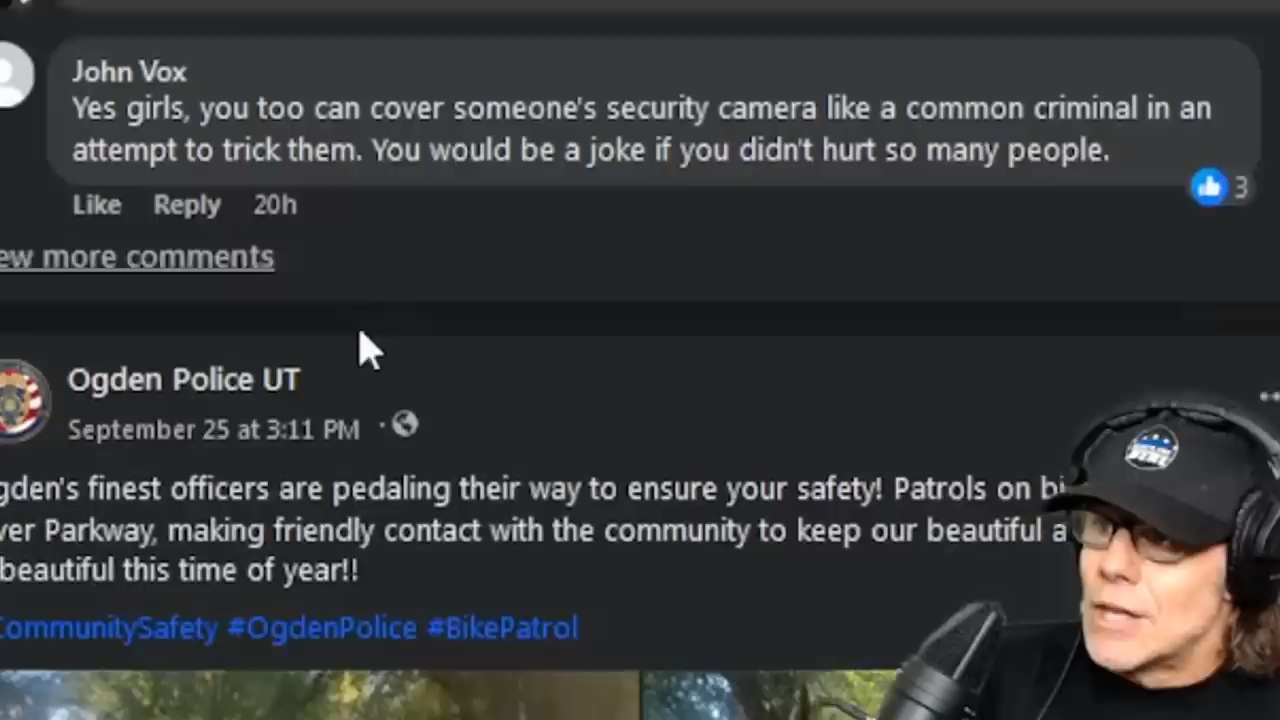 John Vox
Yes girls, you too can cover someone's security camera like a common criminal in an
attempt to trick them. You would be a joke if you didn't hurt so many people.
3
Like Reply 20h
ew more comments
Ogden Police UT
September 25 at 3:11 PM ·
gden's finest officers are pedaling their way to ensure your safety! Patrols on bi
ver Parkway, making friendly contact with the community to keep our beautiful a
beautiful this time of year!!
CommunitySafety #OgdenPolice #BikePatrol